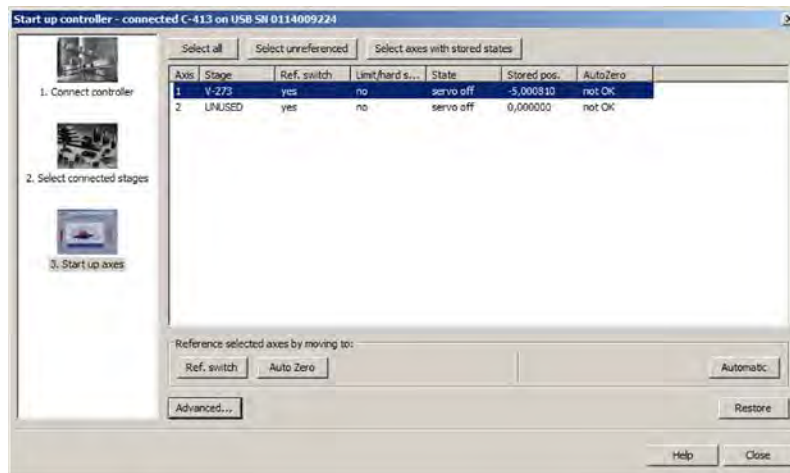 Start up controller - connected C-413 on USB SN 0114009224
1. Connect controller
2. Select connected stages
3. Start up axes
Select all Select unreferenced Select axes with stored states
Axis Stage Ref. switch Limit/hard s... State Stored pos. AutoZero
1 V-273 yes no servo off -5,000810 not OK
2 UNUSED yes no servo off 0,000000 not OK
Reference selected axes by moving to:
Ref. switch Auto Zero Automatic
Advanced... Restore
Help Close